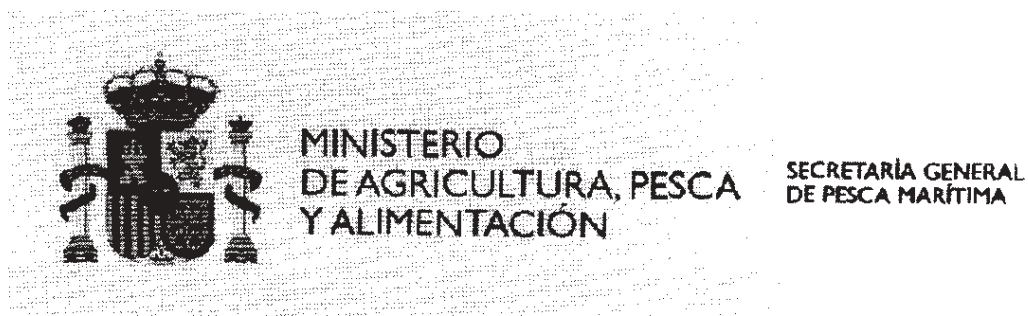 MINISTERIO
DE AGRICULTURA, PESCA
Y ALIMENTACIÓN
SECRETARÍA GENERAL
DE PESCA MARÍTIMA